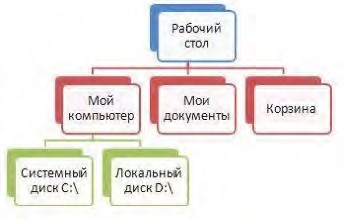 Рабочий
стол
Мой
компьютер
Мои
документы
Корзина
Системный
диск C:\
Локальный
диск D:\